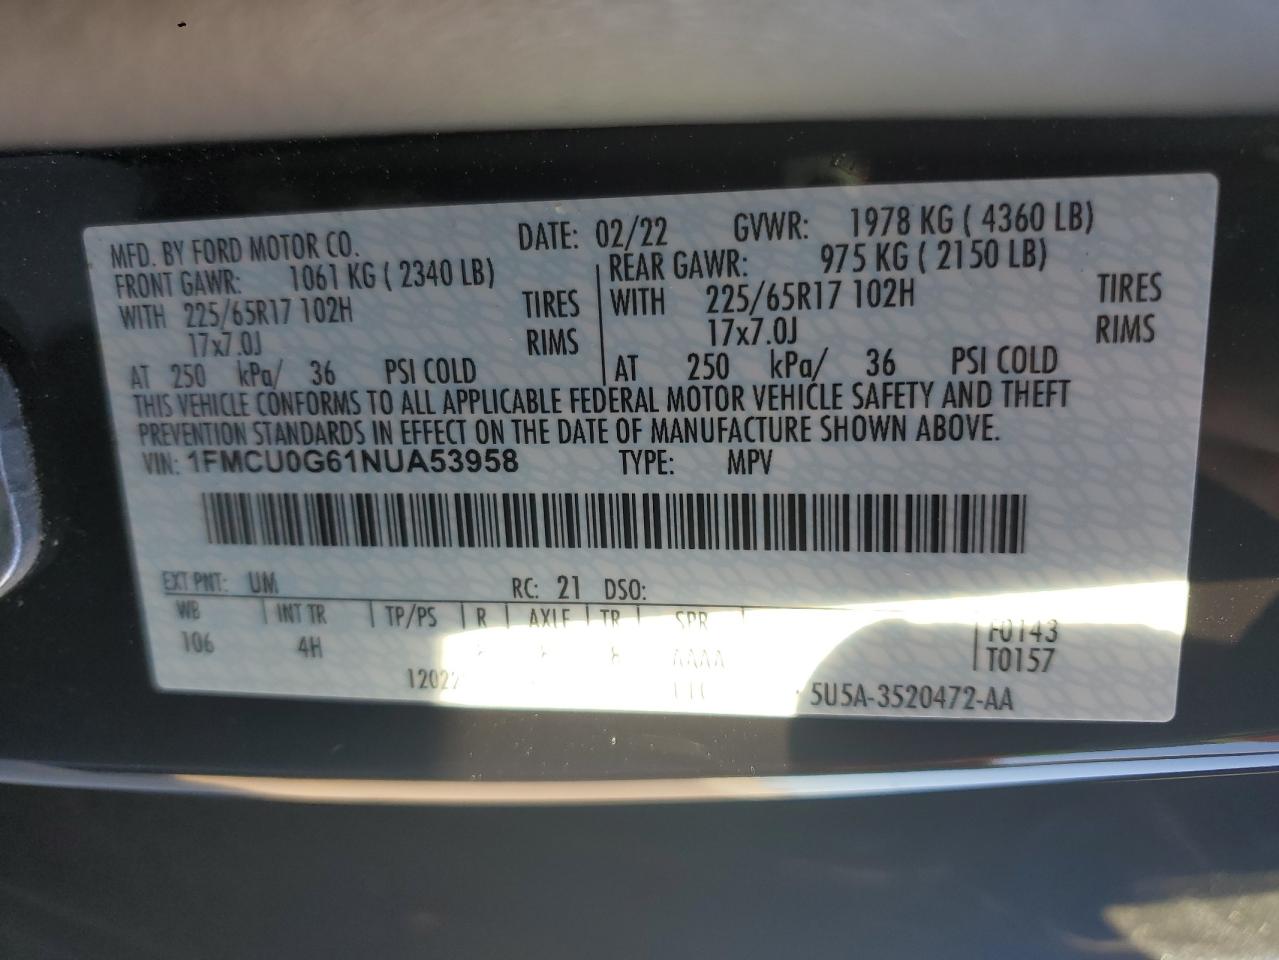 MFD. BY FORD MOTOR CO. DATE: 02/22 GVWR: 1978 KG ( 4360 LB)
FRONT GAWR: 1061 KG ( 2340 LB) REAR GAWR: 975 KG ( 2150 LB)
WITH 225/65R17 102H TIRES WITH 225/65R17 102H TIRES
17x7.0J RIMS 17x7.0J RIMS
AT 250 kPa/ 36 PSI COLD AT 250 kPa/ 36 PSI COLD
THIS VEHICLE CONFORMS TO ALL APPLICABLE FEDERAL MOTOR VEHICLE SAFETY AND THEFT
PREVENTION STANDARDS IN EFFECT ON THE DATE OF MANUFACTURE SHOWN ABOVE.
VIN: 1FMCU0G61NUA53958 TYPE: MPV
EXT PNT: UM RC: 21 DSO:
WB INT TR TP/PS R AXLE TR SPR F0143
106 4H AAAA T0157
5U5A-3520472-AA